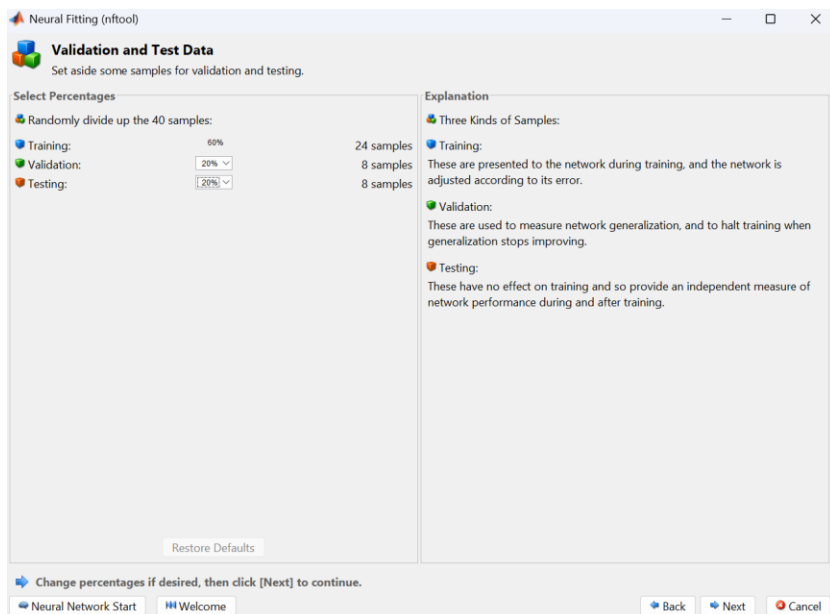 Neural Fitting (nftool)
Validation and Test Data
Set aside some samples for validation and testing.
Select Percentages
Randomly divide up the 40 samples:
Training: 60% 24 samples
Validation: 20% 8 samples
Testing: 20% 8 samples
Restore Defaults
Explanation
Three Kinds of Samples:
Training:
These are presented to the network during training, and the network is
adjusted according to its error.
Validation:
These are used to measure network generalization, and to halt training when
generalization stops improving.
Testing:
These have no effect on training and so provide an independent measure of
network performance during and after training.
Change percentages if desired, then click [Next] to continue.
Neural Network Start Welcome Back Next Cancel